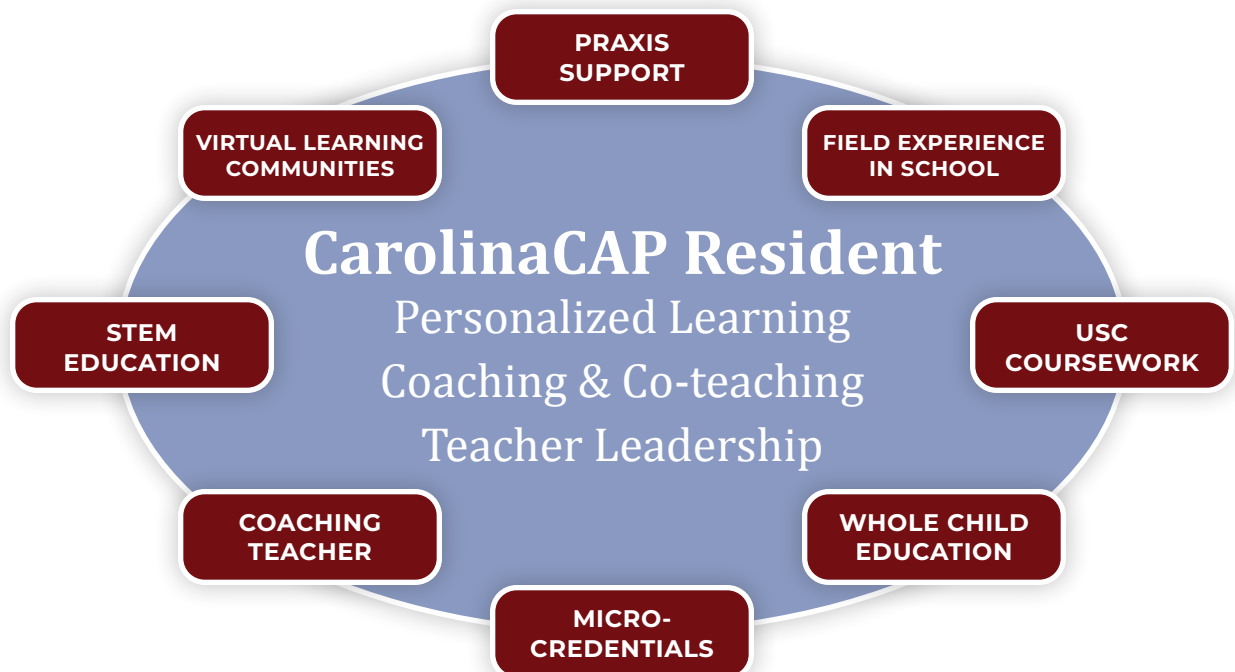 PRAXIS
SUPPORT
VIRTUAL LEARNING
COMMUNITIES
FIELD EXPERIENCE
IN SCHOOL
CarolinaCAP Resident
Personalized Learning
Coaching & Co-teaching
Teacher Leadership
STEM
EDUCATION
USC
COURSEWORK
COACHING
TEACHER
WHOLE CHILD
EDUCATION
MICRO-
CREDENTIALS